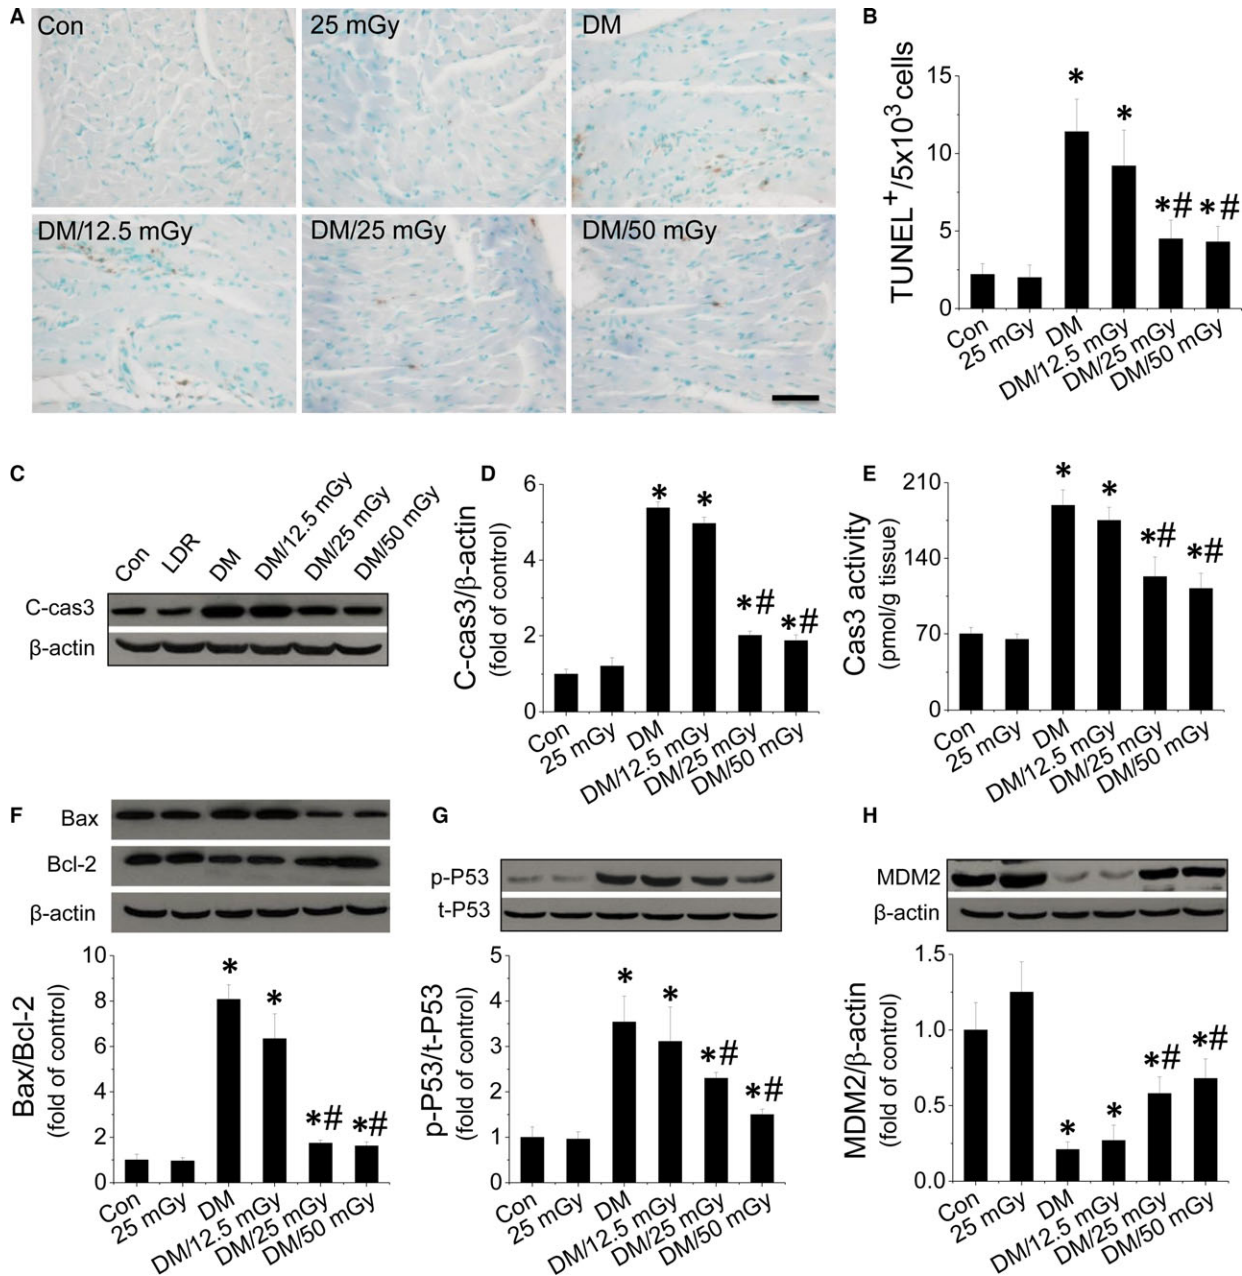 A
Con
25 mGy
DM
DM/12.5 mGy
DM/25 mGy
DM/50 mGy
B
TUNEL+/5x10³ cells
15
10
5
0
* * *# *#
Con
25 mGy
DM
DM/12.5 mGy
DM/25 mGy
DM/50 mGy
C
Con
LDR
DM
DM/12.5 mGy
DM/25 mGy
DM/50 mGy
C-cas3
β-actin
D
C-cas3/β-actin
(fold of control)
6
4
2
0
* * *# *#
Con
25 mGy
DM
DM/12.5 mGy
DM/25 mGy
DM/50 mGy
E
Cas3 activity
(pmol/g tissue)
210
140
70
0
* * *# *#
Con
25 mGy
DM
DM/12.5 mGy
DM/25 mGy
DM/50 mGy
F
Bax
Bcl-2
β-actin
Bax/Bcl-2
(fold of control)
10
8
6
4
2
0
* * *# *#
Con
25 mGy
DM
DM/12.5 mGy
DM/25 mGy
DM/50 mGy
G
p-P53
t-P53
p-P53/t-P53
(fold of control)
5
4
3
2
1
0
* * *# *#
Con
25 mGy
DM
DM/12.5 mGy
DM/25 mGy
DM/50 mGy
H
MDM2
β-actin
MDM2/β-actin
(fold of control)
1.5
1.0
0.5
0.0
* * *# *#
Con
25 mGy
DM
DM/12.5 mGy
DM/25 mGy
DM/50 mGy